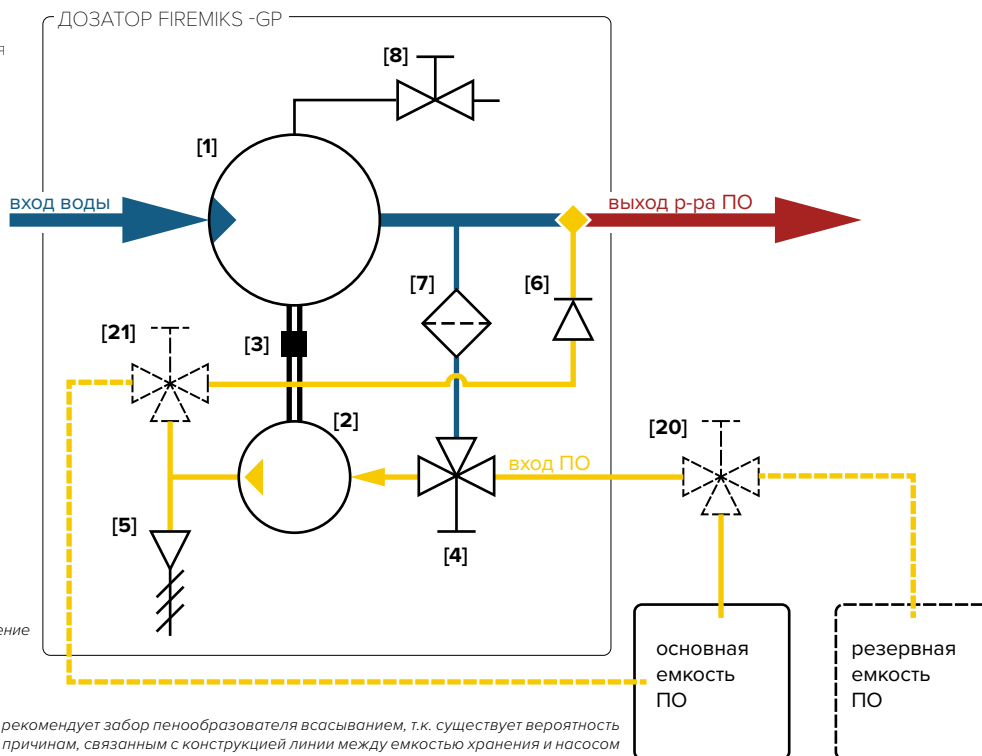 ДОЗАТОР FIREMIKS -GP
я
[8]
[1]
вход воды
выход р-ра ПО
[7]
[6]
[21]
[3]
[2]
[20]
вход ПО
[5]
[4]
ение
основная
емкость
ПО
резервная
емкость
ПО
рекомендует забор пенообразователя всасыванием, т.к. существует вероятность
причинам, связанным с конструкцией линии между емкостью хранения и насосом